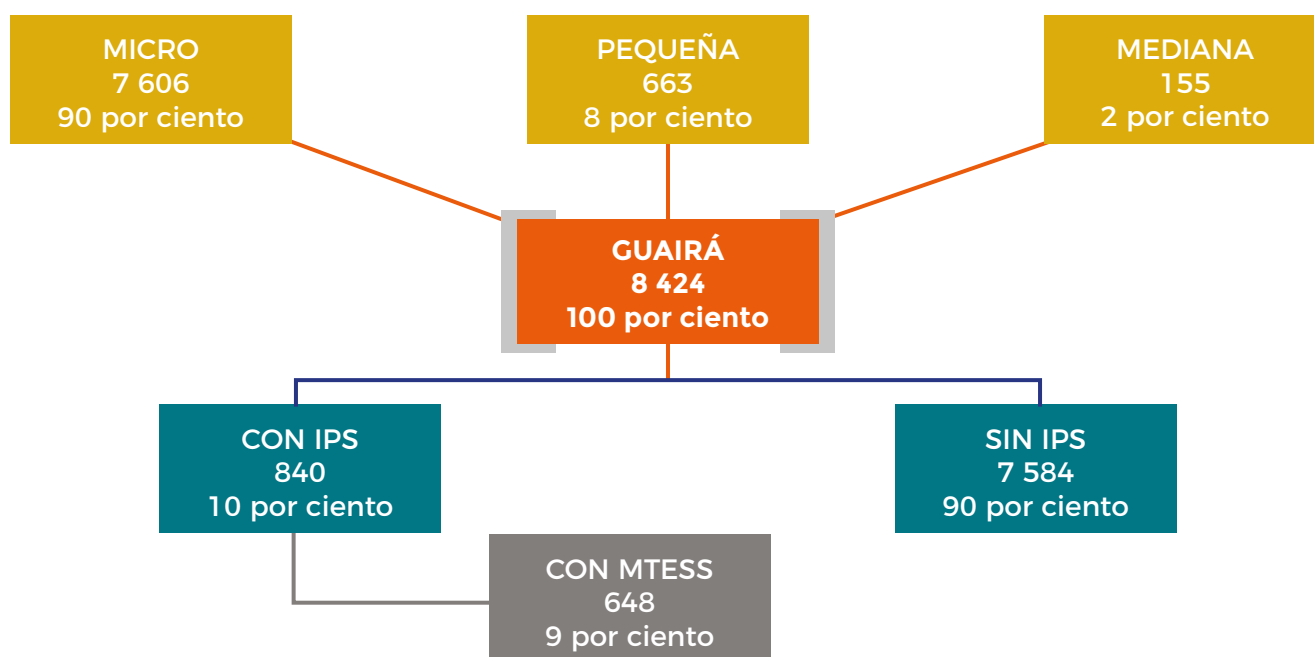 MICRO
7 606
90 por ciento
PEQUEÑA
663
8 por ciento
MEDIANA
155
2 por ciento
GUAIRÁ
8 424
100 por ciento
CON IPS
840
10 por ciento
SIN IPS
7 584
90 por ciento
CON MTESS
648
9 por ciento